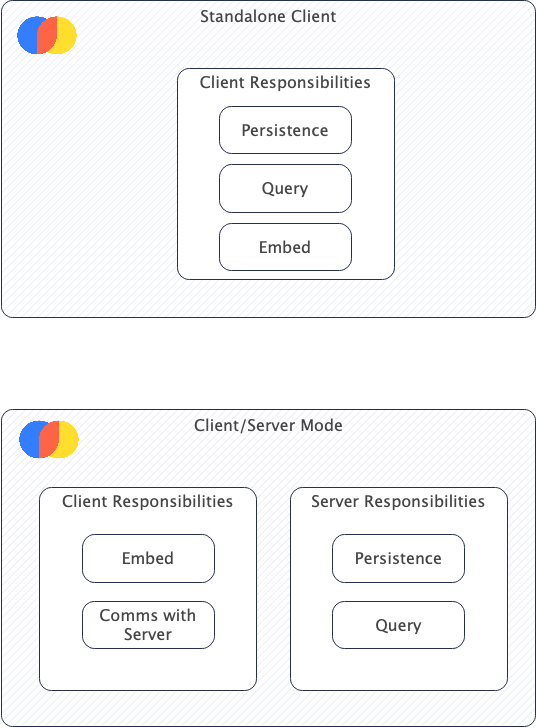 Standalone Client
Client Responsibilities
Persistence
Query
Embed
Client/Server Mode
Client Responsibilities
Embed
Comms with
Server
Server Responsibilities
Persistence
Query